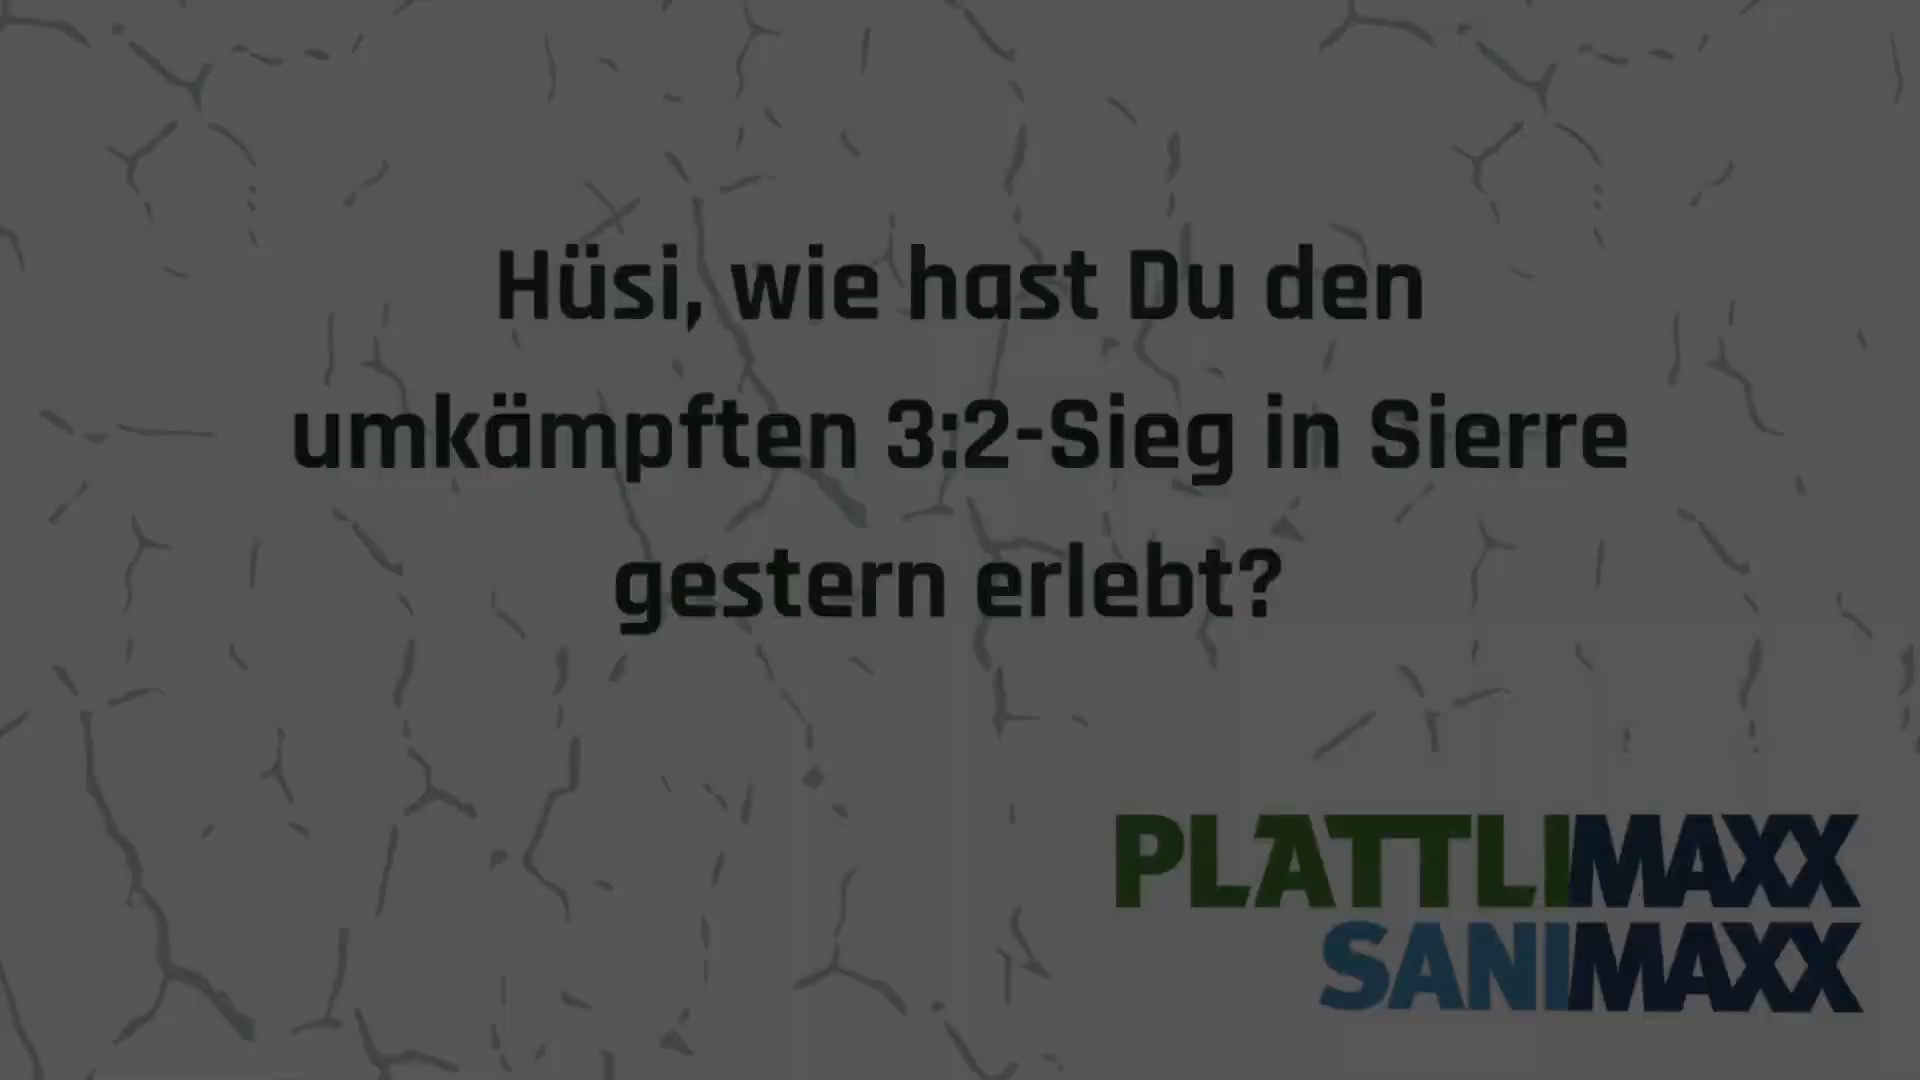 Hüsi, wie hast Du den
umkämpften 3:2-Sieg in Sierre
gestern erlebt?
PLATTLIMAXX
SANIMAXX